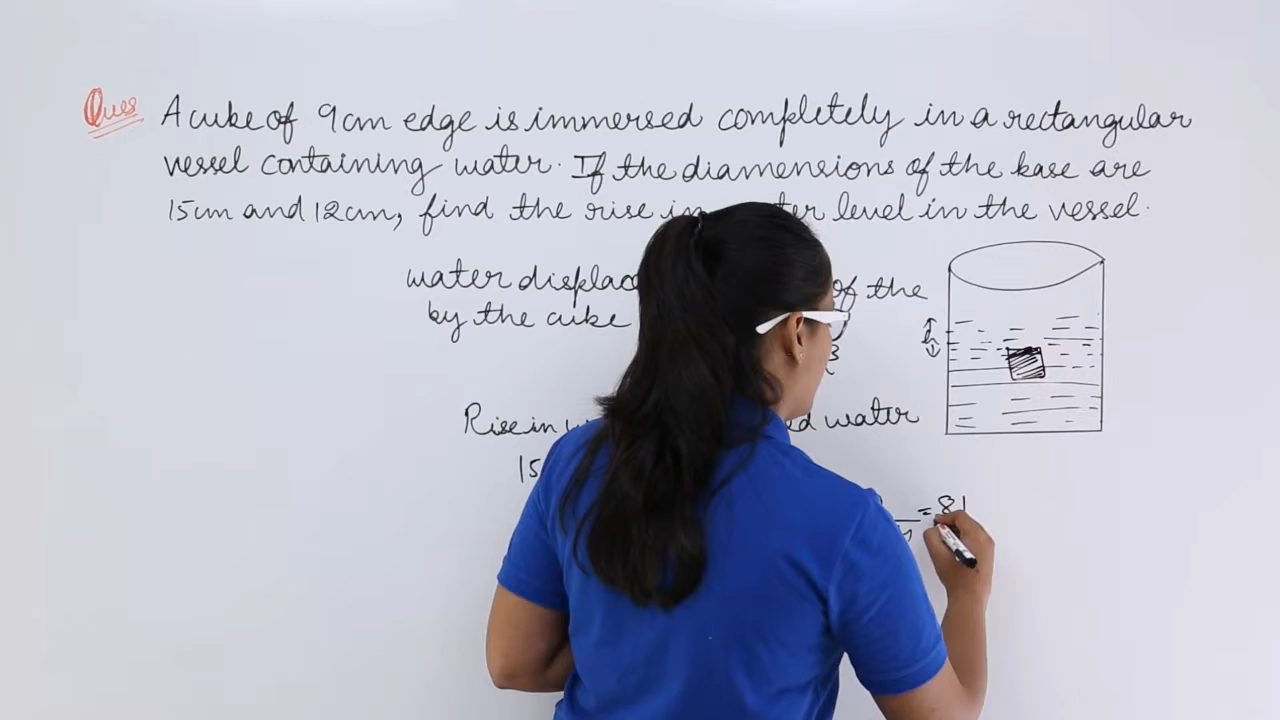 Ques A cube of 9cm edge is immersed completely in a rectangular
vessel containing water. If the diamensions of the base are
15cm and 12cm, find the rise in level in the vessel.
water of the
by the cube
h
3
Rise in water
15
= 81